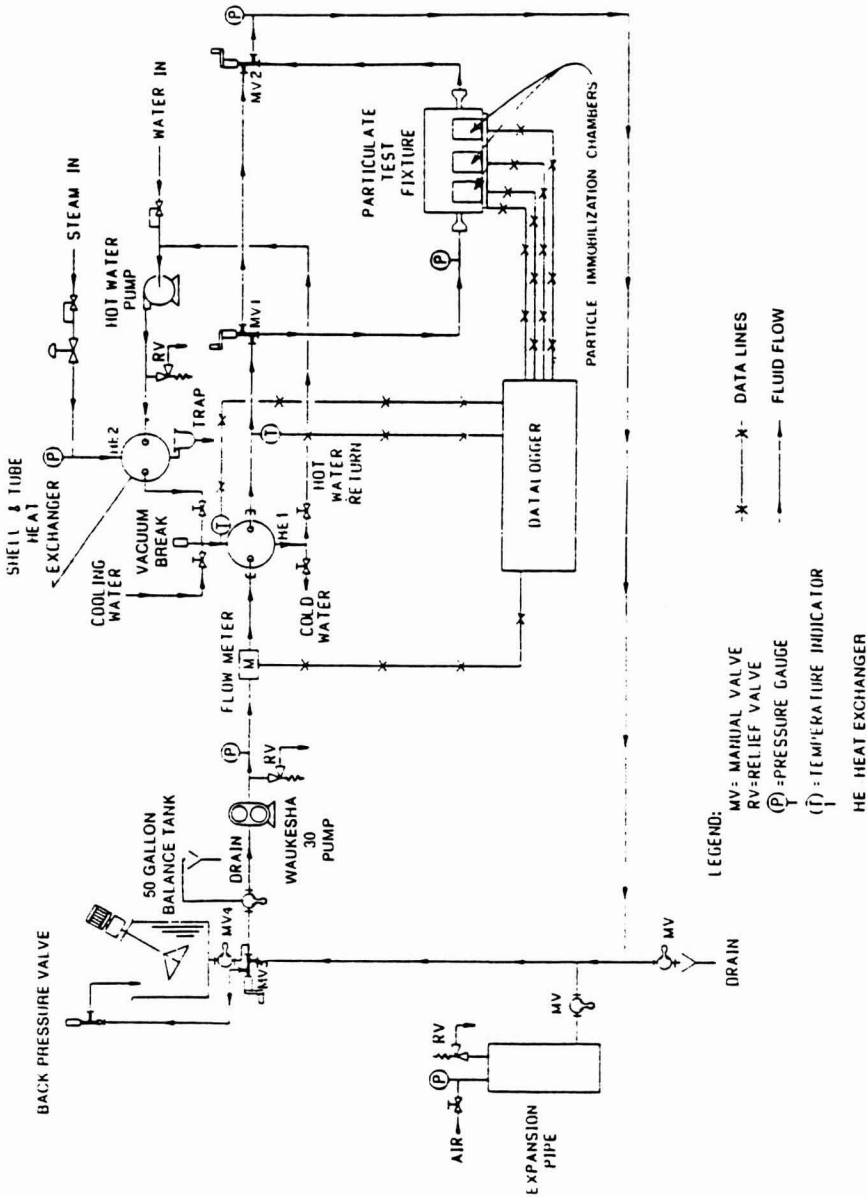 STEAM IN
WATER IN
SHELL & TUBE
HEAT
EXCHANGER
HOT WATER
PUMP
P
RV
HE2
TRAP
COOLING
WATER
VACUUM
BREAK
T
HE1
COLD
WATER
HOT
WATER
RETURN
T
MV1
MV2
P
P
PARTICULATE
TEST
FIXTURE
PARTICLE IMMOBILIZATION CHAMBERS
DATALOGGER
FLOW METER
M
P
RV
WAUKESHA
30
PUMP
DRAIN
50 GALLON
BALANCE TANK
MV4
BACK PRESSURE VALVE
MV
DRAIN
MV
RV
P
AIR
EXPANSION
PIPE
LEGEND:
MV= MANUAL VALVE
RV=RELIEF VALVE
P =PRESSURE GAUGE
T =TEMPERATURE INDICATOR
HE HEAT EXCHANGER
DATA LINES
FLUID FLOW